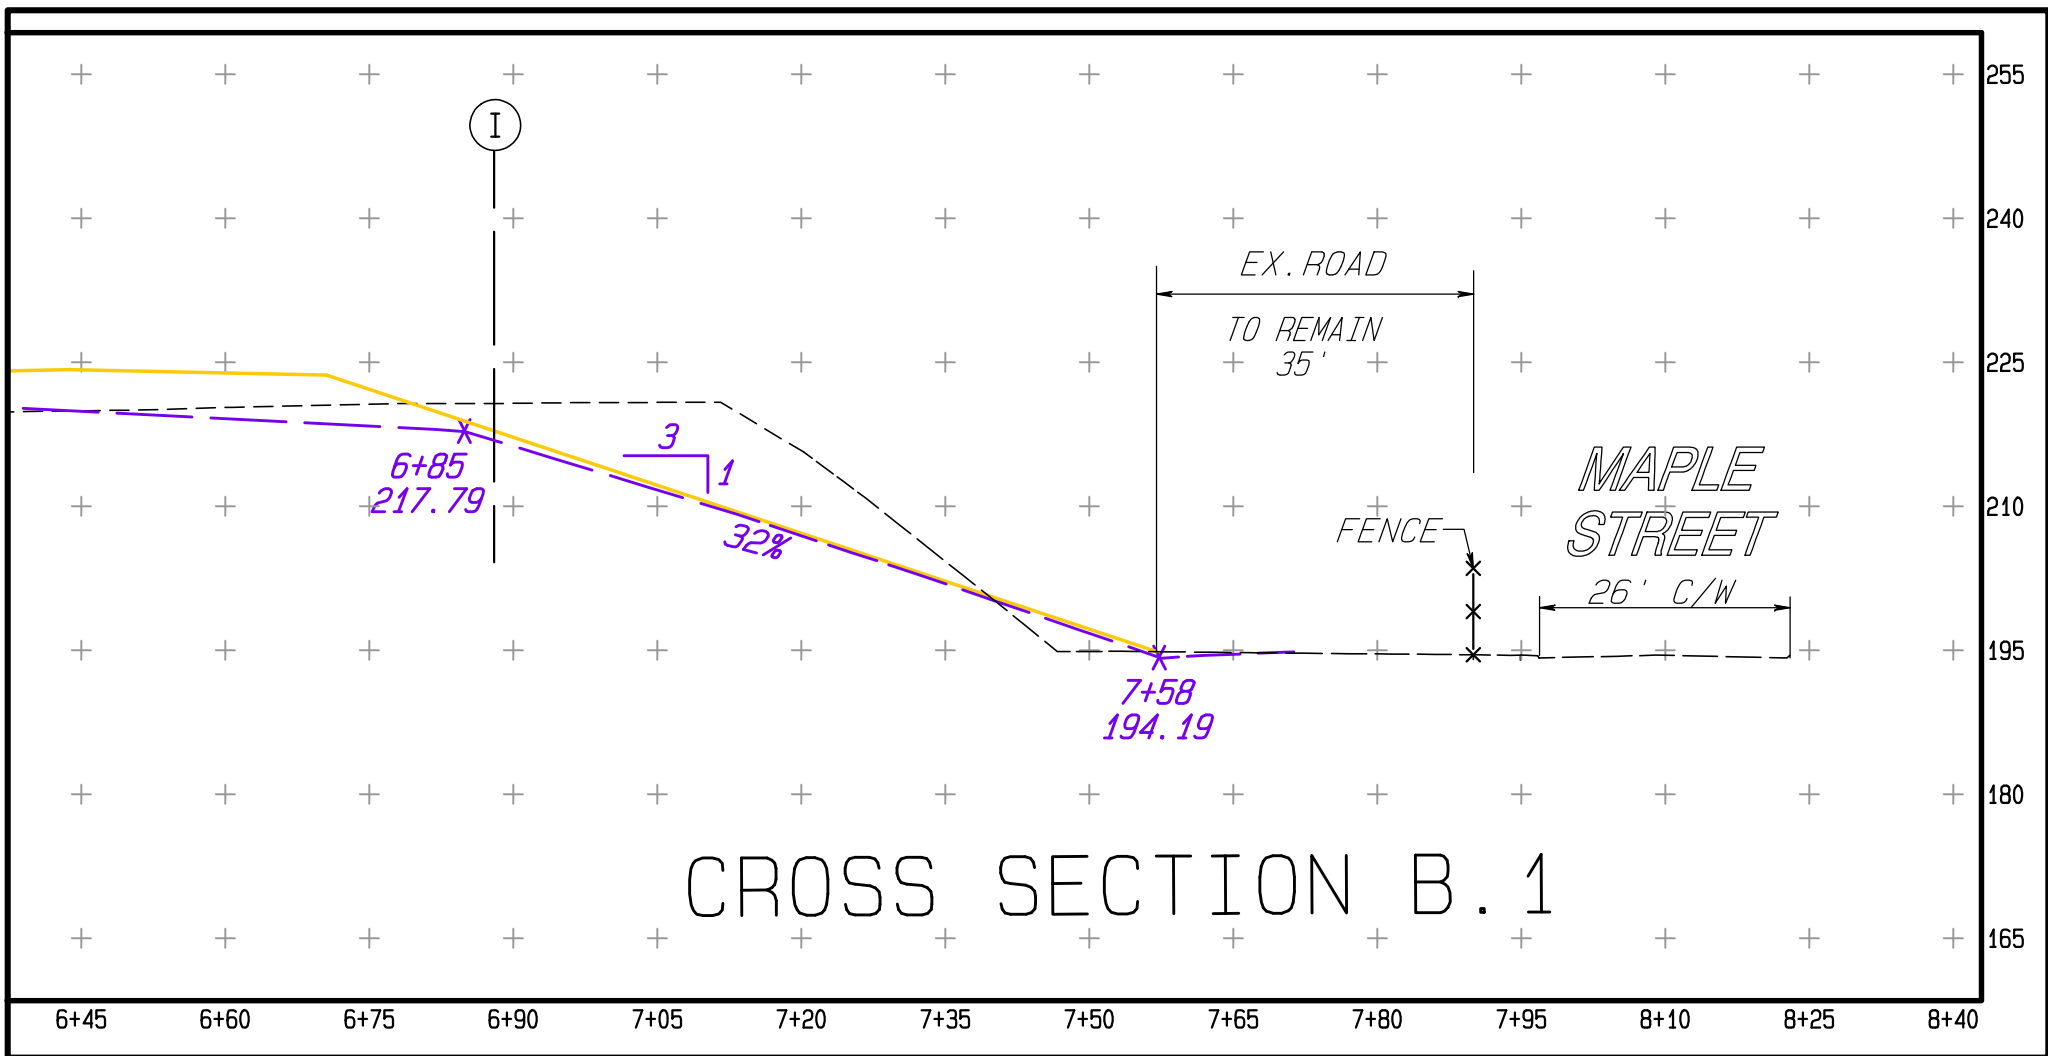 255
I
240
EX. ROAD
TO REMAIN
35'
225
3
1
6+85
217.79
MAPLE
STREET
210
FENCE
32%
26' C/W
195
7+58
194.19
180
CROSS SECTION B.1
165
6+45 6+60 6+75 6+90 7+05 7+20 7+35 7+50 7+65 7+80 7+95 8+10 8+25 8+40